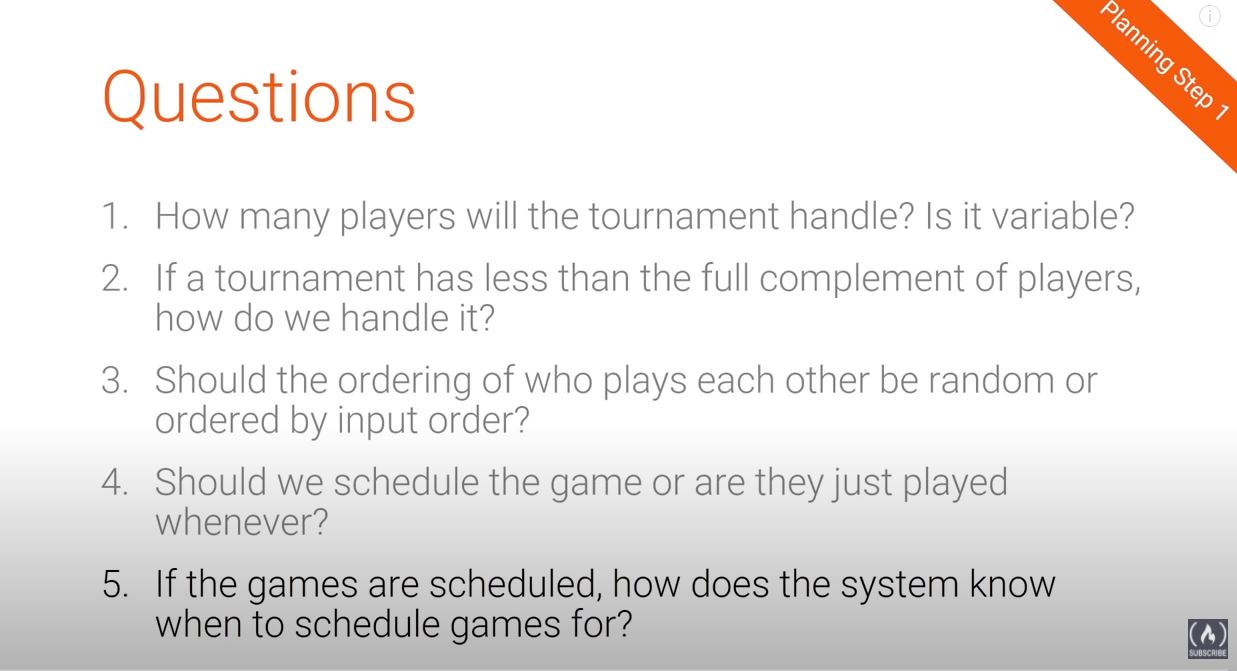 Planning Step 1
Questions
1. How many players will the tournament handle? Is it variable?
2. If a tournament has less than the full complement of players,
how do we handle it?
3. Should the ordering of who plays each other be random or
ordered by input order?
4. Should we schedule the game or are they just played
whenever?
5. If the games are scheduled, how does the system know
when to schedule games for?
SUBSCRIBE